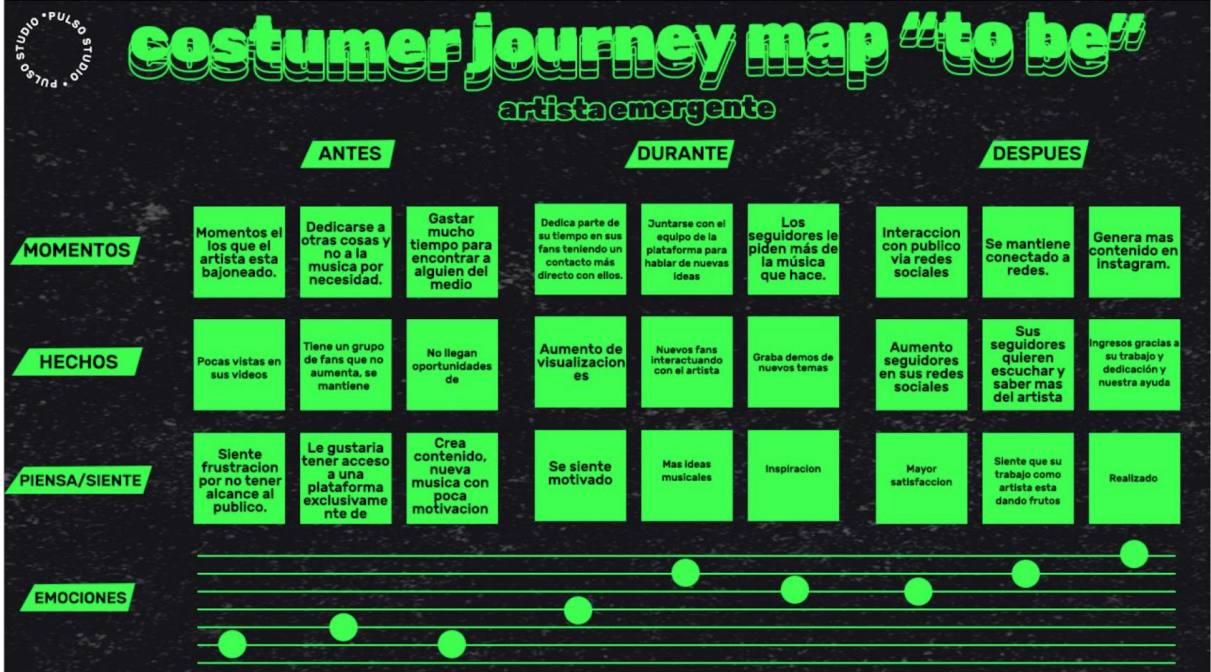 •PULSO STUDIO • PULSO STUDIO
costumer journey map “to be”
artista emergente
ANTES
DURANTE
DESPUES
MOMENTOS
Momentos el
los que el
artista esta
bajoneado.
Dedicarse a
otras cosas y
no a la
musica por
necesidad.
Gastar
mucho
tiempo para
encontrar a
alguien del
medio
Dedica parte de
su tiempo en sus
fans teniendo un
contacto más
directo con ellos.
Juntarse con el
equipo de la
plataforma para
hablar de nuevas
ideas
Los
seguidores le
piden más de
la música
que hace.
Interaccion
con publico
via redes
sociales
Se mantiene
conectado a
redes.
Genera mas
contenido en
instagram.
HECHOS
Pocas vistas en
sus videos
Tiene un grupo
de fans que no
aumenta, se
mantiene
No llegan
oportunidades
de
Aumento de
visualizacion
es
Nuevos fans
interactuando
con el artista
Graba demos de
nuevos temas
Aumento
seguidores
en sus redes
sociales
Sus
seguidores
quieren
escuchar y
saber mas
del artista
Ingresos gracias a
su trabajo y
dedicación y
nuestra ayuda
PIENSA/SIENTE
Siente
frustracion
por no tener
alcance al
publico.
Le gustaria
tener acceso
a una
plataforma
exclusivame
nte de
Crea
contenido,
nueva
musica con
poca
motivacion
Se siente
motivado
Mas ideas
musicales
Inspiracion
Mayor
satisfaccion
Siente que su
trabajo como
artista esta
dando frutos
Realizado
EMOCIONES